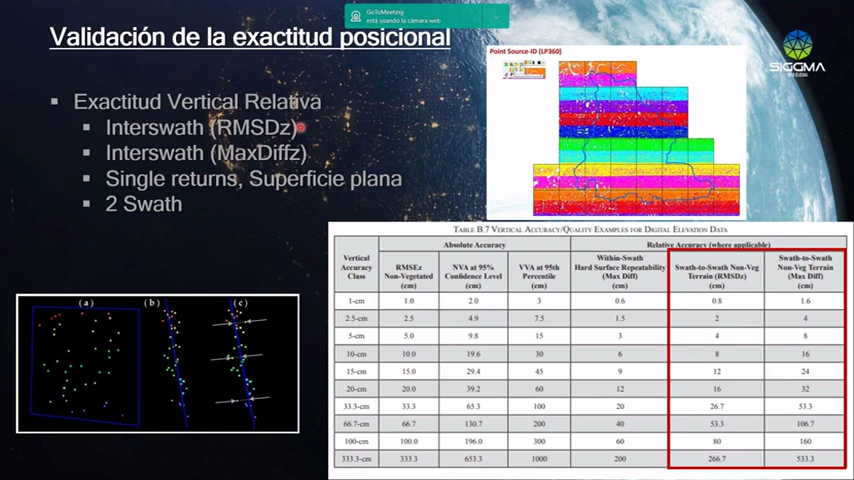 GoToMeeting
está usando la cámara web
Validación de la exactitud posicional
Exactitud Vertical Relativa
Interswath (RMSDz)
Interswath (MaxDiffz)
Single returns, Superficie plana
2 Swath
Point Source-ID (LP360)
SIGGMA
(a) (b) (c)
TABLE B.7 VERTICAL ACCURACY/QUALITY EXAMPLES FOR DIGITAL ELEVATION DATA
Absolute Accuracy Relative Accuracy (where applicable)
Vertical Accuracy Class
RMSEz Non-Vegetated (cm)
NVA at 95% Confidence Level (cm)
VVA at 95th Percentile (cm)
Within-Swath Hard Surface Repeatability (Max Diff) (cm)
Swath-to-Swath Non-Veg Terrain (RMSDz) (cm)
Swath-to-Swath Non-Veg Terrain (Max Diff) (cm)
1-cm 1.0 2.0 3 0.6 0.8 1.6
2.5-cm 2.5 4.9 7.5 1.5 2 4
5-cm 5.0 9.8 15 3 4 8
10-cm 10.0 19.6 30 6 8 16
15-cm 15.0 29.4 45 9 12 24
20-cm 20.0 39.2 60 12 16 32
33.3-cm 33.3 65.3 100 20 26.7 53.3
66.7-cm 66.7 130.7 200 40 53.3 106.7
100-cm 100.0 196.0 300 60 80 160
333.3-cm 333.3 653.3 1000 200 266.7 533.3